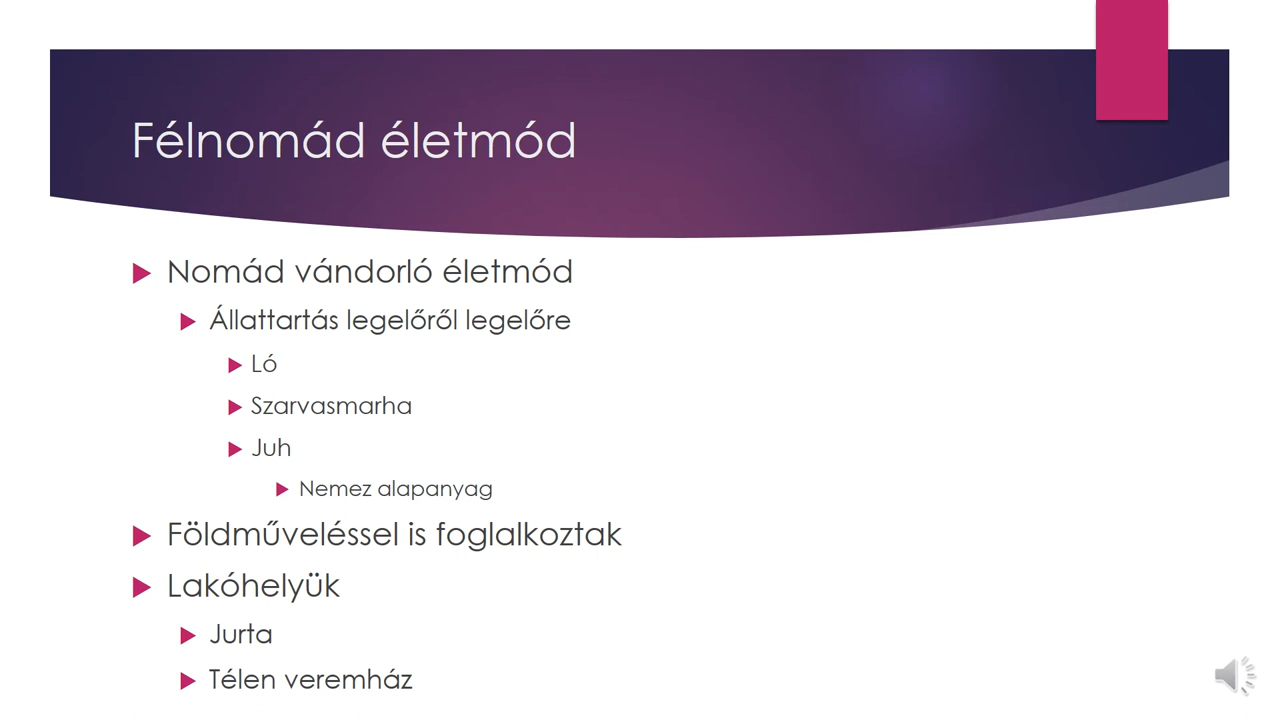 Félnomád életmód
Nomád vándorló életmód
Állattartás legelőről legelőre
Ló
Szarvasmarha
Juh
Nemez alapanyag
Földműveléssel is foglalkoztak
Lakóhelyük
Jurta
Télen veremház